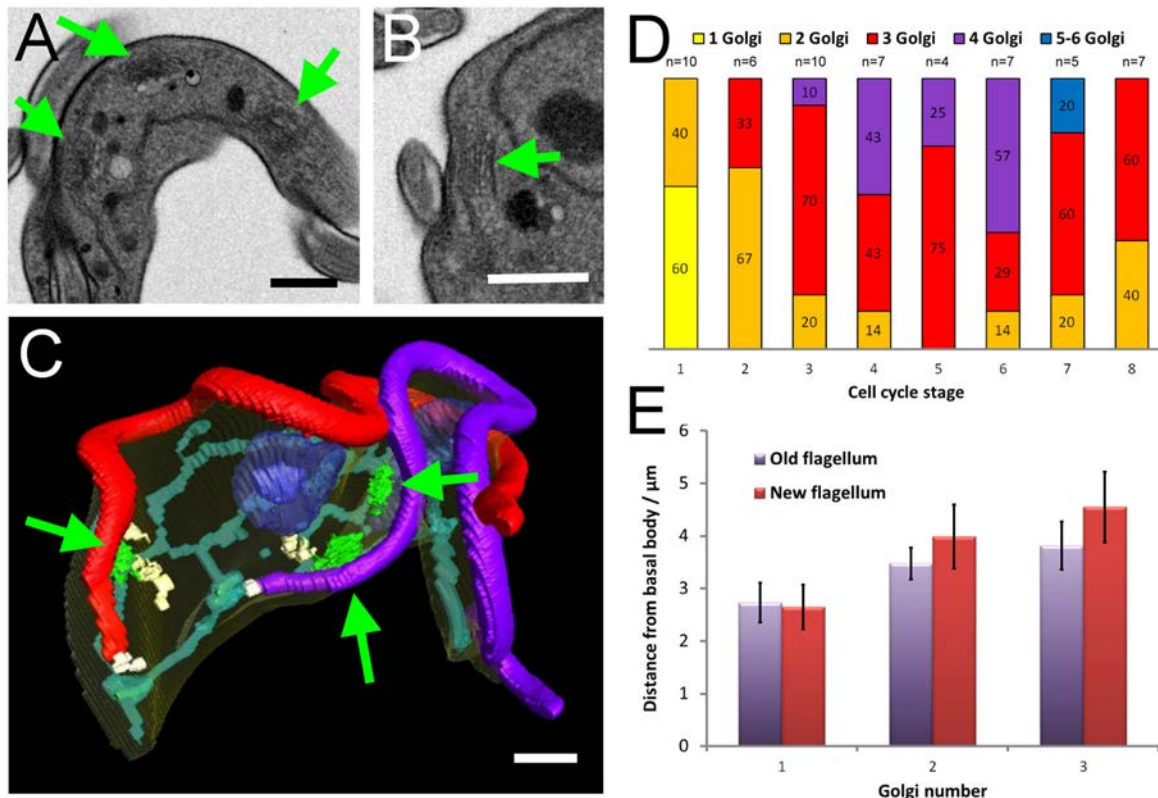 A
B
C
D
1 Golgi 2 Golgi 3 Golgi 4 Golgi 5-6 Golgi
n=10 n=6 n=10 n=7 n=4 n=7 n=5 n=7
10 25 20
40 33 43 57 60
70 43 75 29 60
60 67 20 14 14 20 40
1 2 3 4 5 6 7 8
Cell cycle stage
E
Distance from basal body / µm
6
5
4
3
2
1
0
Old flagellum
New flagellum
1 2 3
Golgi number